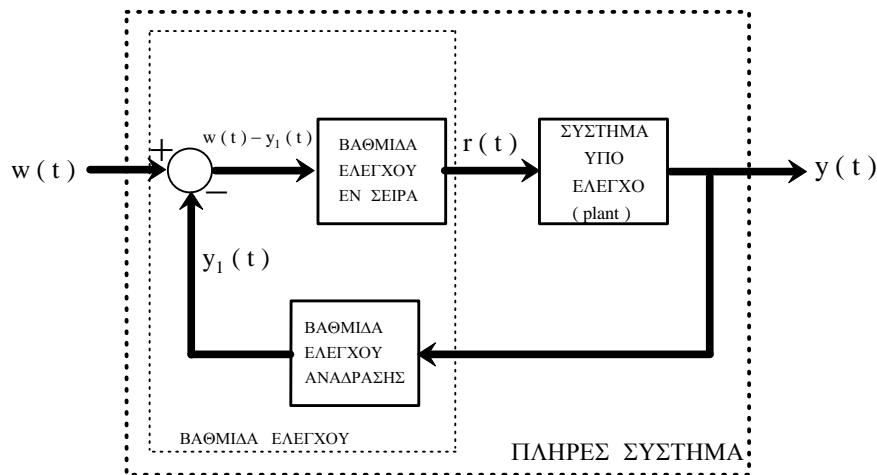 w(t)
+
−
w(t) − y₁(t)
ΒΑΘΜΙΔΑ
ΕΛΕΓΧΟΥ
ΕΝ ΣΕΙΡΑ
r(t)
ΣΥΣΤΗΜΑ
ΥΠΟ
ΕΛΕΓΧΟ
( plant )
y(t)
y₁(t)
ΒΑΘΜΙΔΑ
ΕΛΕΓΧΟΥ
ΑΝΑΔΡΑΣΗΣ
ΒΑΘΜΙΔΑ ΕΛΕΓΧΟΥ
ΠΛΗΡΕΣ ΣΥΣΤΗΜΑ